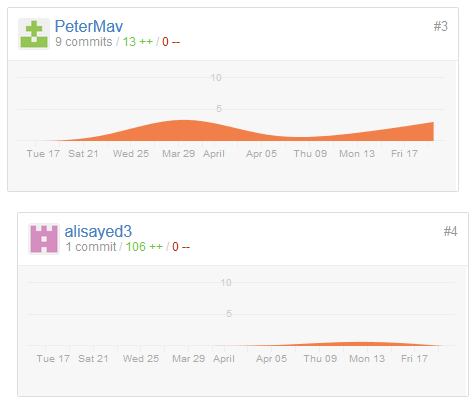 PeterMav #3
9 commits / 13 ++ / 0 --
10
5
Tue 17 Sat 21 Wed 25 Mar 29 April Apr 05 Thu 09 Mon 13 Fri 17
alisayed3 #4
1 commit / 106 ++ / 0 --
10
5
Tue 17 Sat 21 Wed 25 Mar 29 April Apr 05 Thu 09 Mon 13 Fri 17